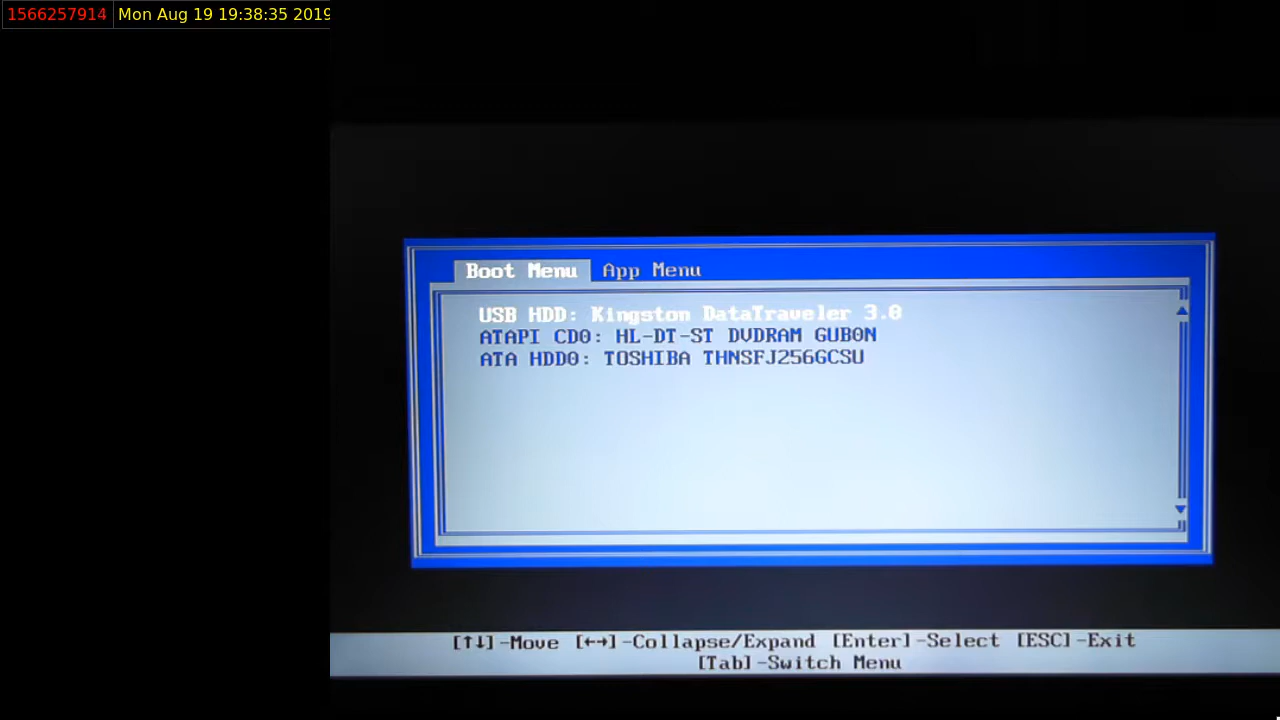 1566257914 Mon Aug 19 19:38:35 2019
Boot Menu App Menu
USB HDD: Kingston DataTraveler 3.0
ATAPI CD0: HL-DT-ST DVDRAM GUB0N
ATA HDD0: TOSHIBA THNSFJ256GCSU
[↑↓]-Move [←→]-Collapse/Expand [Enter]-Select [ESC]-Exit
[Tab]-Switch Menu